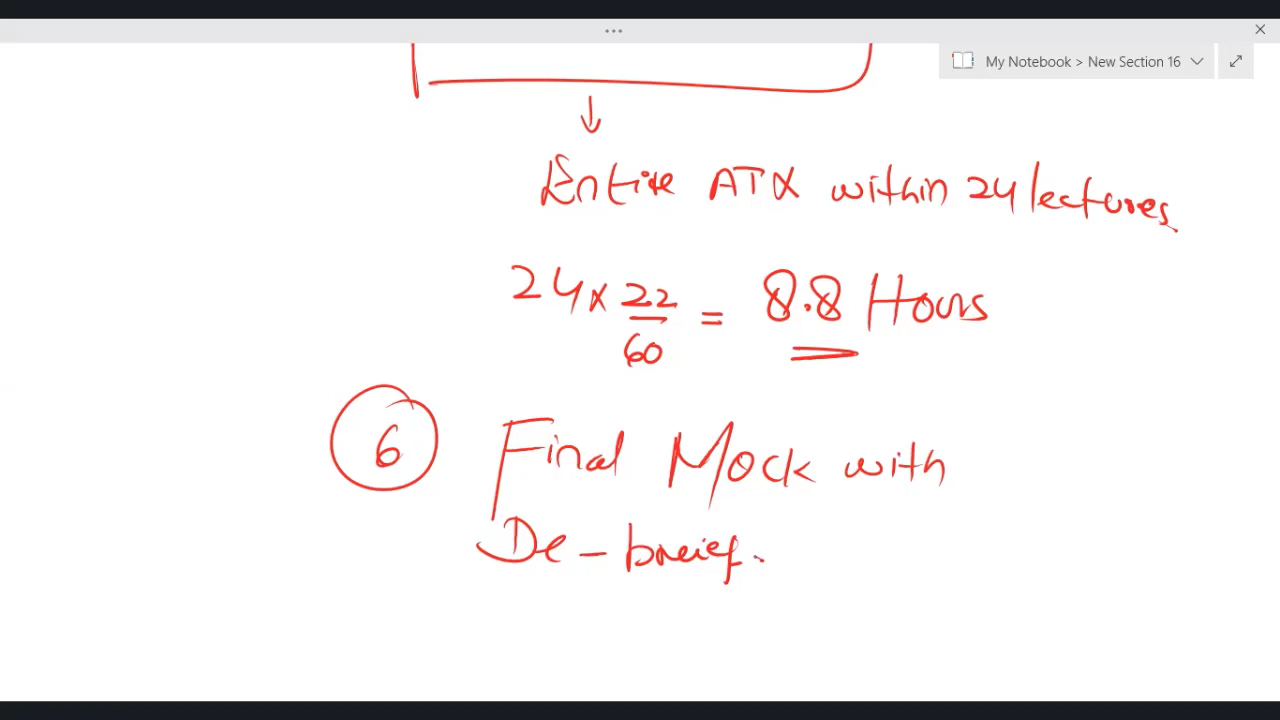 ...
My Notebook > New Section 16
Entire ATX within 24 lectures
24 x 22/60 = 8.8 Hours
6 Final Mock with
De-breief.